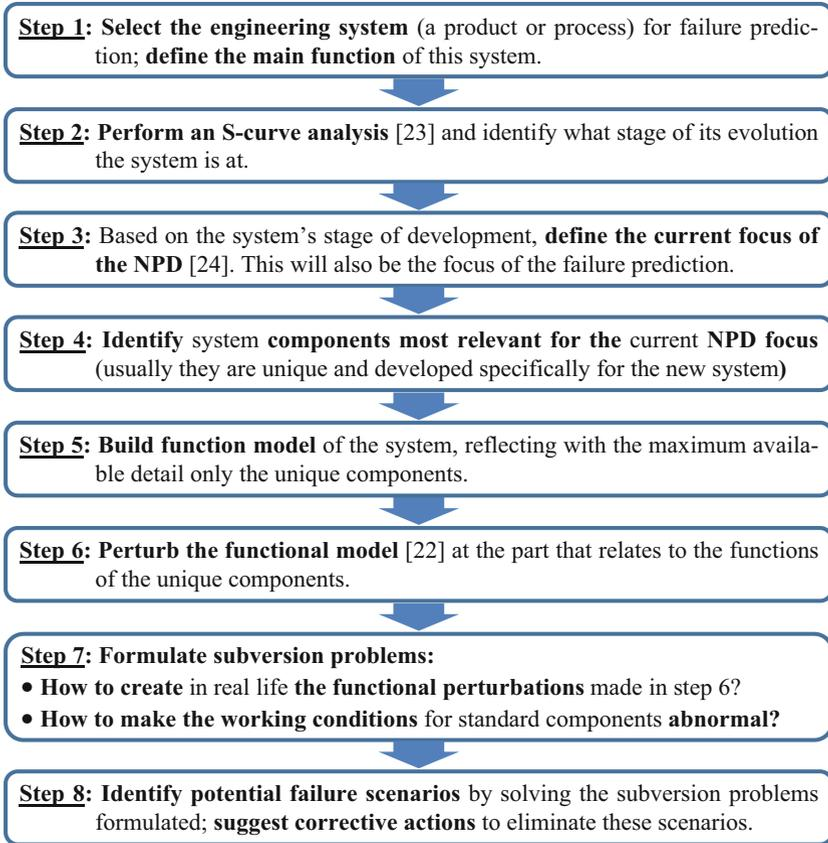 Step 1: Select the engineering system (a product or process) for failure predic-
tion; define the main function of this system.
Step 2: Perform an S-curve analysis [23] and identify what stage of its evolution
the system is at.
Step 3: Based on the system’s stage of development, define the current focus of
the NPD [24]. This will also be the focus of the failure prediction.
Step 4: Identify system components most relevant for the current NPD focus
(usually they are unique and developed specifically for the new system)
Step 5: Build function model of the system, reflecting with the maximum availa-
ble detail only the unique components.
Step 6: Perturb the functional model [22] at the part that relates to the functions
of the unique components.
Step 7: Formulate subversion problems:
• How to create in real life the functional perturbations made in step 6?
• How to make the working conditions for standard components abnormal?
Step 8: Identify potential failure scenarios by solving the subversion problems
formulated; suggest corrective actions to eliminate these scenarios.